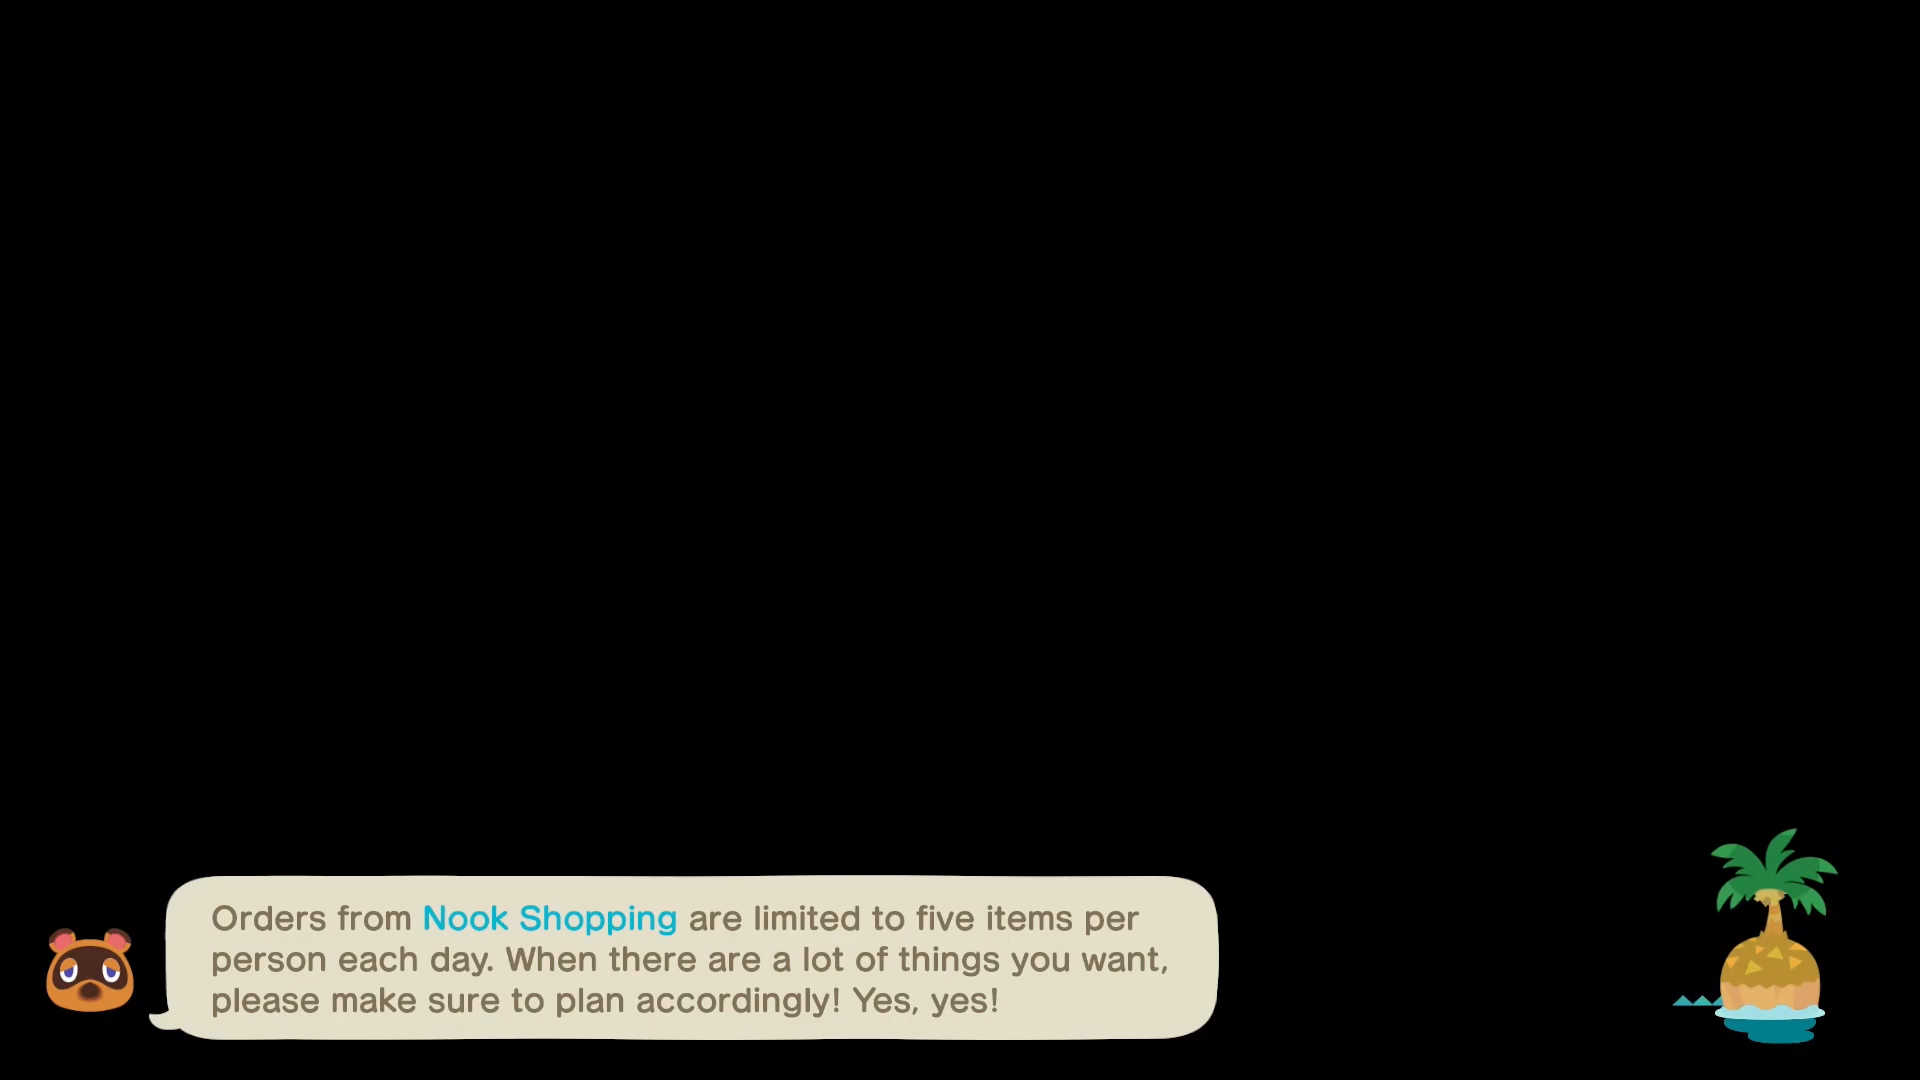 Orders from Nook Shopping are limited to five items per
person each day. When there are a lot of things you want,
please make sure to plan accordingly! Yes, yes!